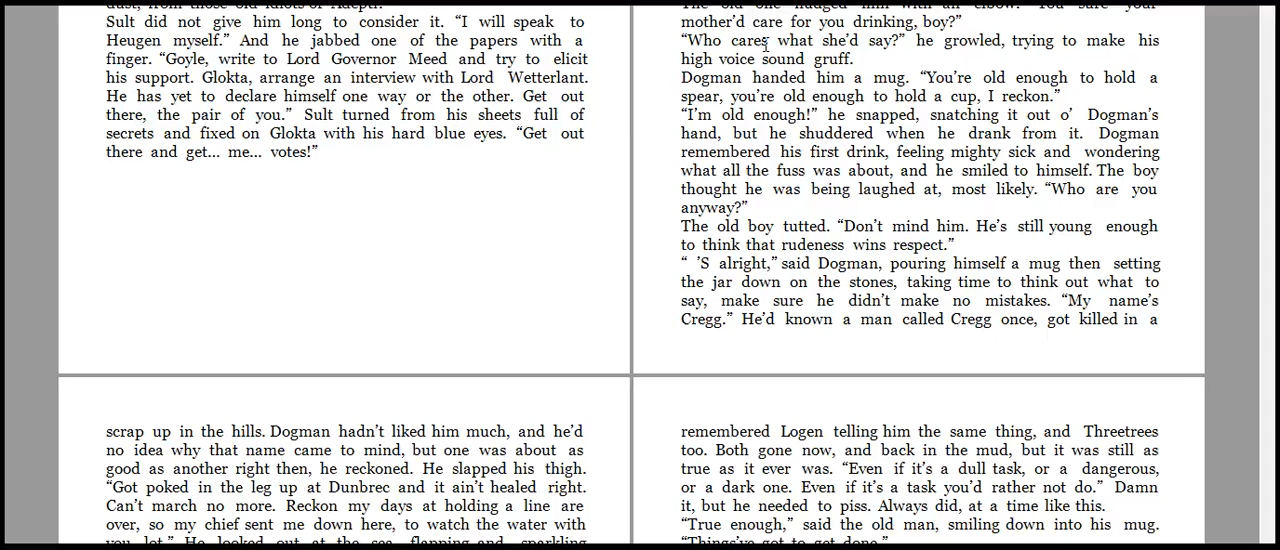 Sult did not give him long to consider it. “I will speak to
Heugen myself.” And he jabbed one of the papers with a
finger. “Goyle, write to Lord Governor Meed and try to elicit
his support. Glokta, arrange an interview with Lord Wetterlant.
He has yet to declare himself one way or the other. Get out
there, the pair of you.” Sult turned from his sheets full of
secrets and fixed on Glokta with his hard blue eyes. “Get out
there and get... me... votes!”
mother’d care for you drinking, boy?”
“Who cares what she’d say?” he growled, trying to make his
high voice sound gruff.
Dogman handed him a mug. “You’re old enough to hold a
spear, you’re old enough to hold a cup, I reckon.”
“I’m old enough!” he snapped, snatching it out o’ Dogman’s
hand, but he shuddered when he drank from it. Dogman
remembered his first drink, feeling mighty sick and wondering
what all the fuss was about, and he smiled to himself. The boy
thought he was being laughed at, most likely. “Who are you
anyway?”
The old boy tutted. “Don’t mind him. He’s still young enough
to think that rudeness wins respect.”
“ ’S alright,” said Dogman, pouring himself a mug then setting
the jar down on the stones, taking time to think out what to
say, make sure he didn’t make no mistakes. “My name’s
Cregg.” He’d known a man called Cregg once, got killed in a
scrap up in the hills. Dogman hadn’t liked him much, and he’d
no idea why that name came to mind, but one was about as
good as another right then, he reckoned. He slapped his thigh.
“Got poked in the leg up at Dunbrec and it ain’t healed right.
Can’t march no more. Reckon my days at holding a line are
over, so my chief sent me down here, to watch the water with
you lot.” He looked out at the sea, flapping and sparkling
remembered Logen telling him the same thing, and Threetrees
too. Both gone now, and back in the mud, but it was still as
true as it ever was. “Even if it’s a dull task, or a dangerous,
or a dark one. Even if it’s a task you’d rather not do.” Damn
it, but he needed to piss. Always did, at a time like this.
“True enough,” said the old man, smiling down into his mug.
“Things’ve got to get done.”